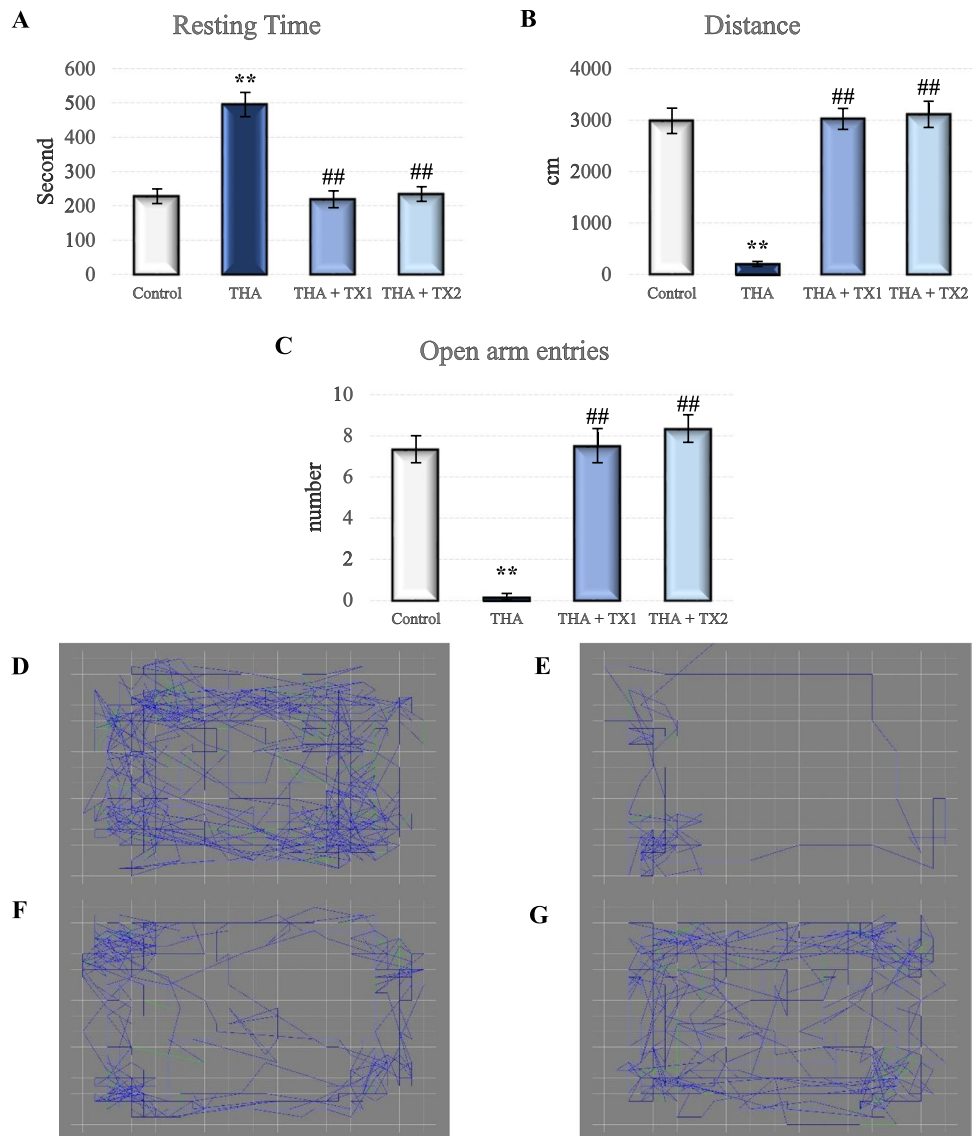 A
Resting Time
Second
600
500
400
300
200
100
0
**
##
##
Control
THA
THA + TX1
THA + TX2
B
Distance
cm
4000
3000
2000
1000
0
**
##
##
Control
THA
THA + TX1
THA + TX2
C
Open arm entries
number
10
8
6
4
2
0
**
##
##
Control
THA
THA + TX1
THA + TX2
D
E
F
G